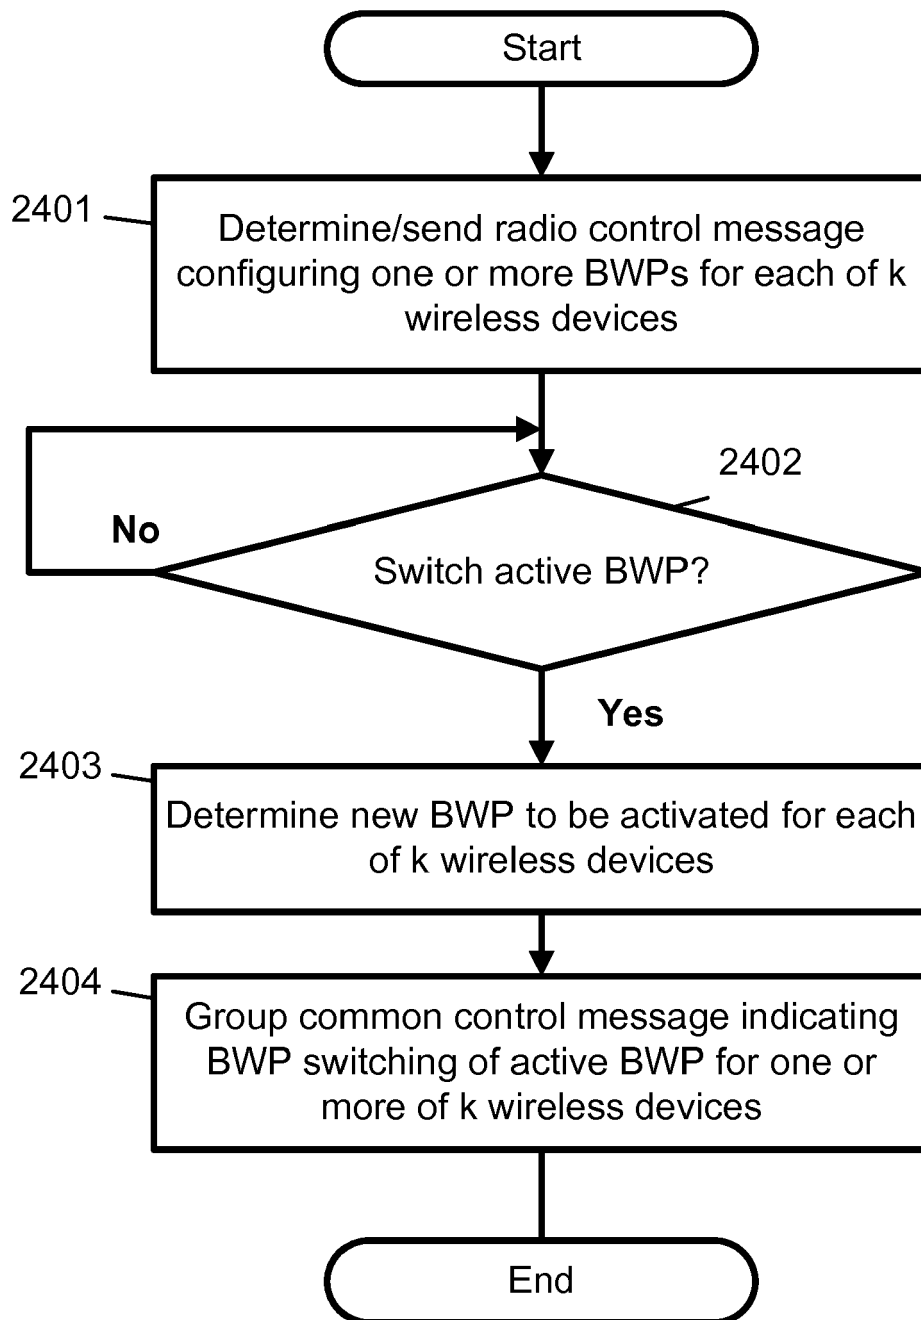 Start
2401
Determine/send radio control message
configuring one or more BWPs for each of k
wireless devices
2402
No
Switch active BWP?
Yes
2403
Determine new BWP to be activated for each
of k wireless devices
2404
Group common control message indicating
BWP switching of active BWP for one or
more of k wireless devices
End